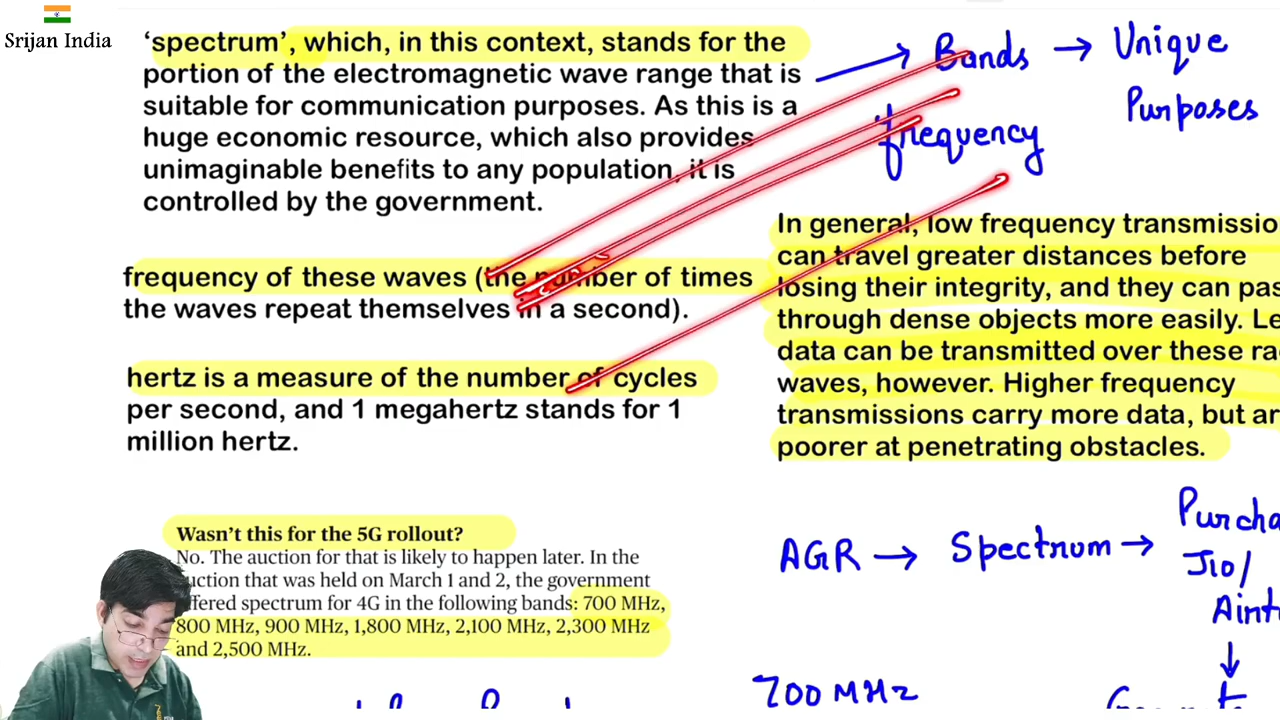 Srijan India
‘spectrum’, which, in this context, stands for the
portion of the electromagnetic wave range that is
suitable for communication purposes. As this is a
huge economic resource, which also provides
unimaginable benefits to any population, it is
controlled by the government.
Bands → Unique
Purposes
frequency
frequency of these waves (the number of times
the waves repeat themselves in a second).
hertz is a measure of the number of cycles
per second, and 1 megahertz stands for 1
million hertz.
In general, low frequency transmissio
can travel greater distances before
losing their integrity, and they can pas
through dense objects more easily. Le
data can be transmitted over these ra
waves, however. Higher frequency
transmissions carry more data, but ar
poorer at penetrating obstacles.
Wasn’t this for the 5G rollout?
No. The auction for that is likely to happen later. In the
uction that was held on March 1 and 2, the government
ffered spectrum for 4G in the following bands: 700 MHz,
800 MHz, 900 MHz, 1,800 MHz, 2,100 MHz, 2,300 MHz
and 2,500 MHz.
AGR → Spectrum → Purcha
JIO/
Airt
700 MHz